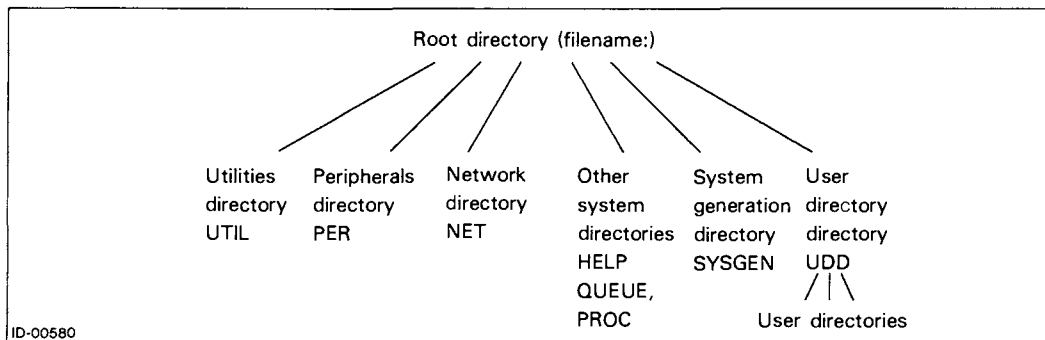 Root directory (filename:)
Utilities
directory
UTIL
Peripherals
directory
PER
Network
directory
NET
Other
system
directories
HELP
QUEUE,
PROC
System
generation
directory
SYSGEN
User
directory
directory
UDD
User directories
ID-00580